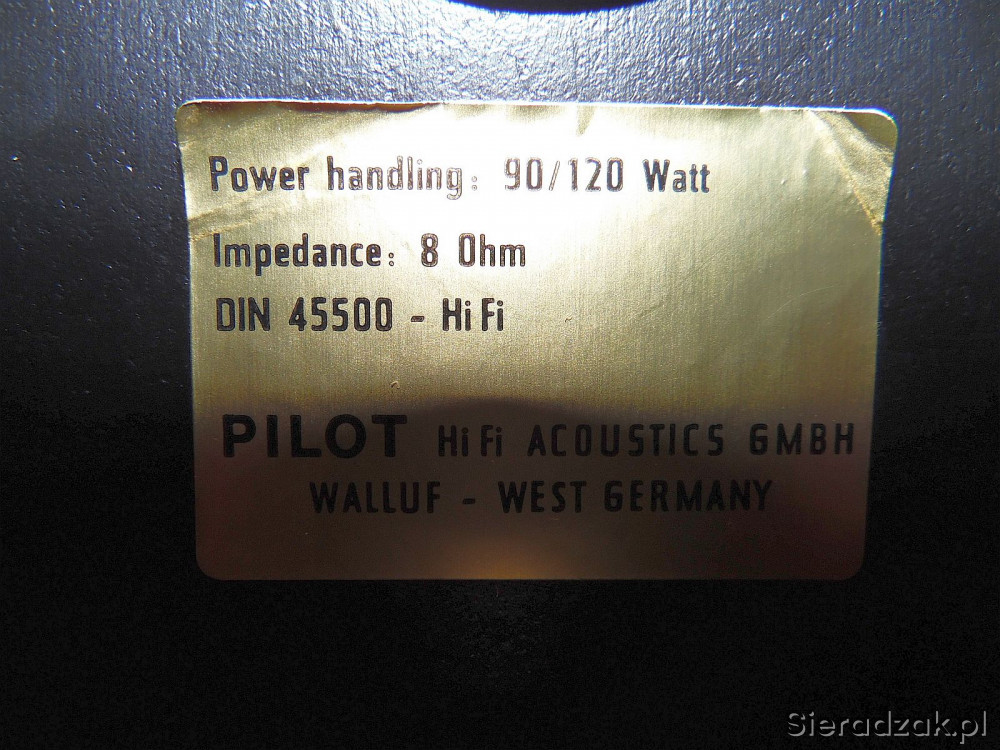 Power handling: 90/120 Watt
Impedance: 8 Ohm
DIN 45500 - HiFi
PILOT HiFi ACOUSTICS GMBH
WALLUF - WEST GERMANY
Sieradzak.pl